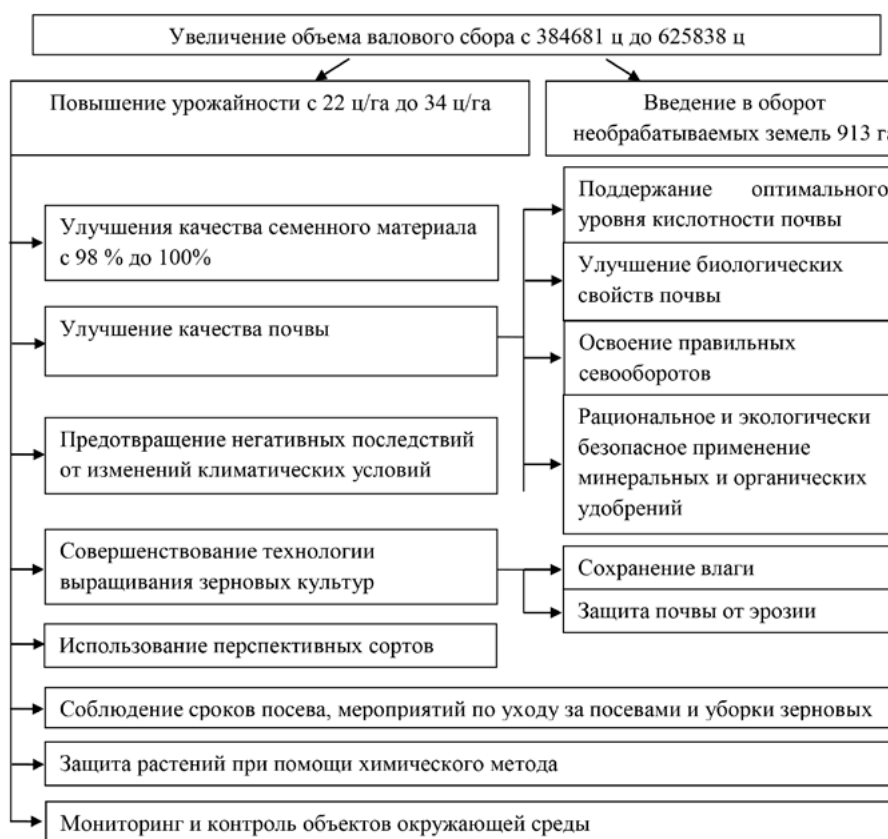 Увеличение объема валового сбора с 384681 ц до 625838 ц
Повышение урожайности с 22 ц/га до 34 ц/га
Введение в оборот
необрабатываемых земель 913 га
Улучшения качества семенного материала
с 98 % до 100%
Улучшение качества почвы
Поддержание оптимального
уровня кислотности почвы
Улучшение биологических
свойств почвы
Освоение правильных
севооборотов
Рациональное и экологически
безопасное применение
минеральных и органических
удобрений
Предотвращение негативных последствий
от изменений климатических условий
Совершенствование технологии
выращивания зерновых культур
Сохранение влаги
Защита почвы от эрозии
Использование перспективных сортов
Соблюдение сроков посева, мероприятий по уходу за посевами и уборки зерновых
Защита растений при помощи химического метода
Мониторинг и контроль объектов окружающей среды